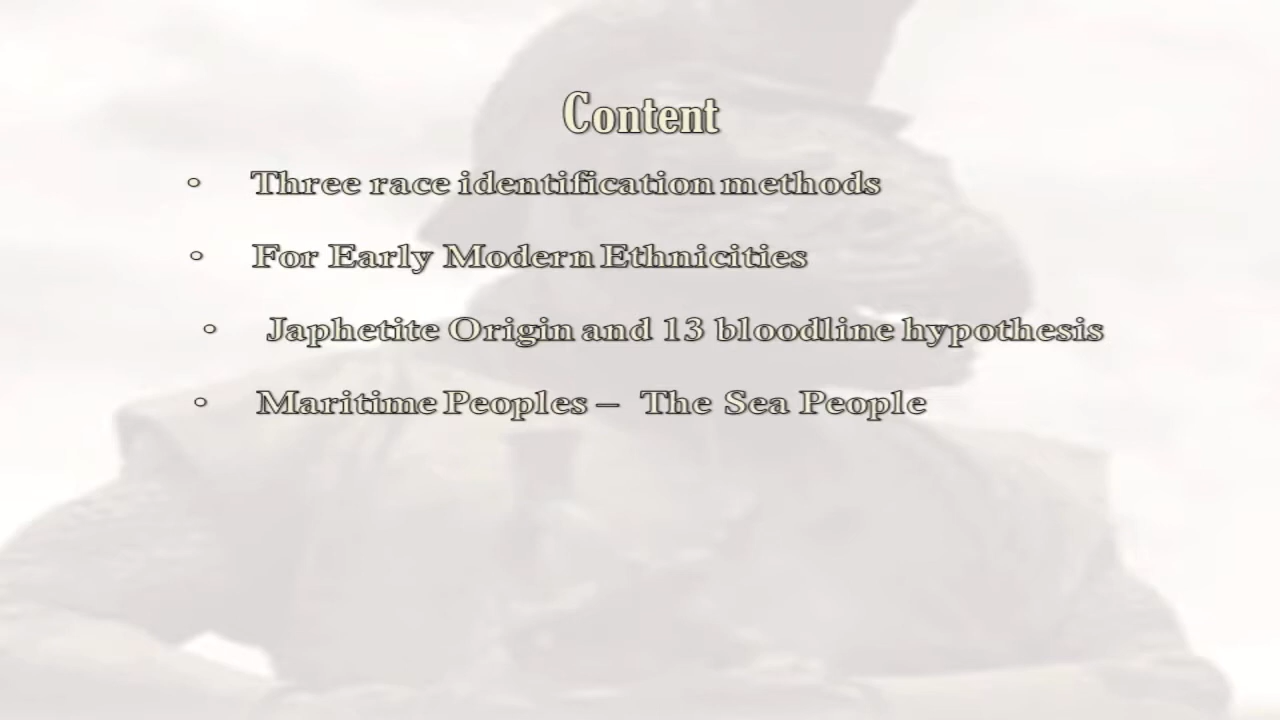 Content
• Three race identification methods
• For Early Modern Ethnicities
• Japhetite Origin and 13 bloodline hypothesis
• Maritime Peoples – The Sea People